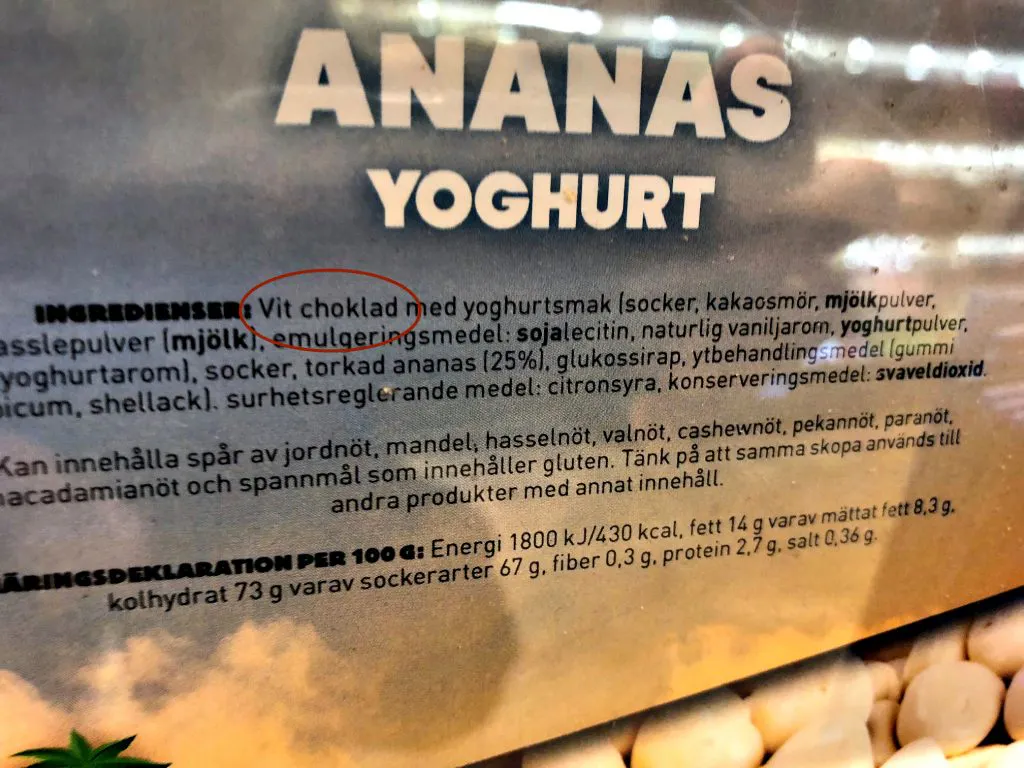 ANANAS
YOGHURT
INGREDIENSER: Vit choklad med yoghurtsmak (socker, kakaosmör, mjölkpulver,
asslepulver (mjölk), emulgeringsmedel: sojalecitin, naturlig vaniljarom, yoghurtpulver,
yoghurtarom), socker, torkad ananas (25%), glukossirap, ytbehandlingsmedel (gummi
bicum, shellack). surhetsreglerande medel: citronsyra, konserveringsmedel: svaveldioxid.
Kan innehålla spår av jordnöt, mandel, hasselnöt, valnöt, cashewnöt, pekannöt, paranöt,
macadamianöt och spannmål som innehåller gluten. Tänk på att samma skopa används till
andra produkter med annat innehåll.
NÄRINGSDEKLARATION PER 100 G: Energi 1800 kJ/430 kcal, fett 14 g varav mättat fett 8,3 g,
kolhydrat 73 g varav sockerarter 67 g, fiber 0,3 g, protein 2,7 g, salt 0,36 g.